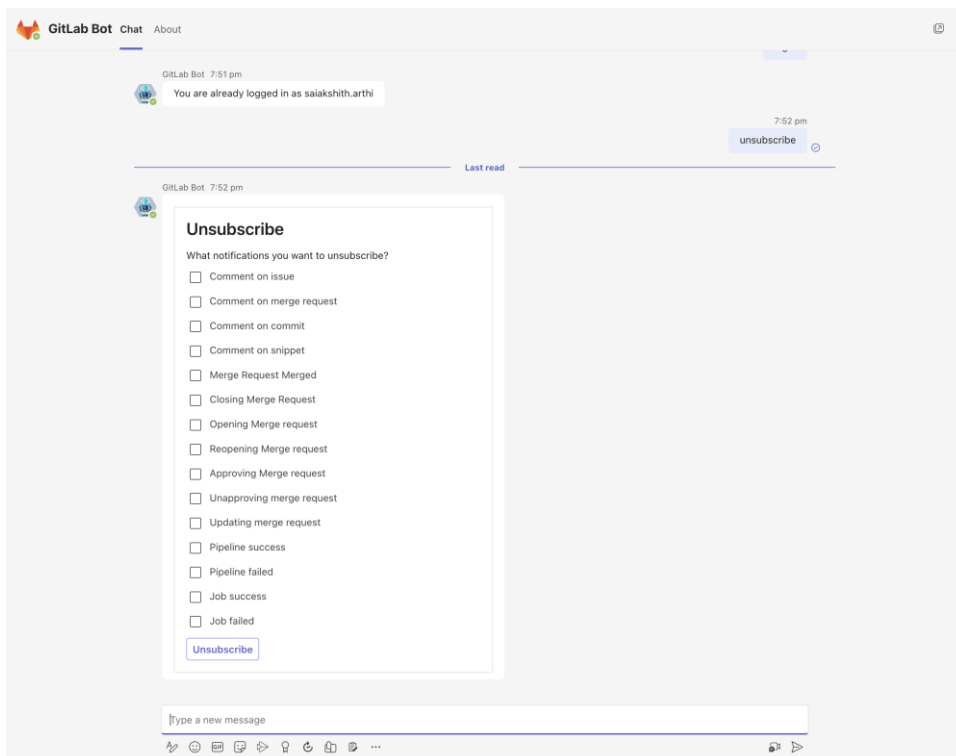 GitLab Bot Chat About
GitLab Bot 7:51 pm
You are already logged in as saiakshith.arthi
7:52 pm
unsubscribe
Last read
GitLab Bot 7:52 pm
Unsubscribe
What notifications you want to unsubscribe?
Comment on issue
Comment on merge request
Comment on commit
Comment on snippet
Merge Request Merged
Closing Merge Request
Opening Merge request
Reopening Merge request
Approving Merge request
Unapproving merge request
Updating merge request
Pipeline success
Pipeline failed
Job success
Job failed
Unsubscribe
Type a new message
GIF